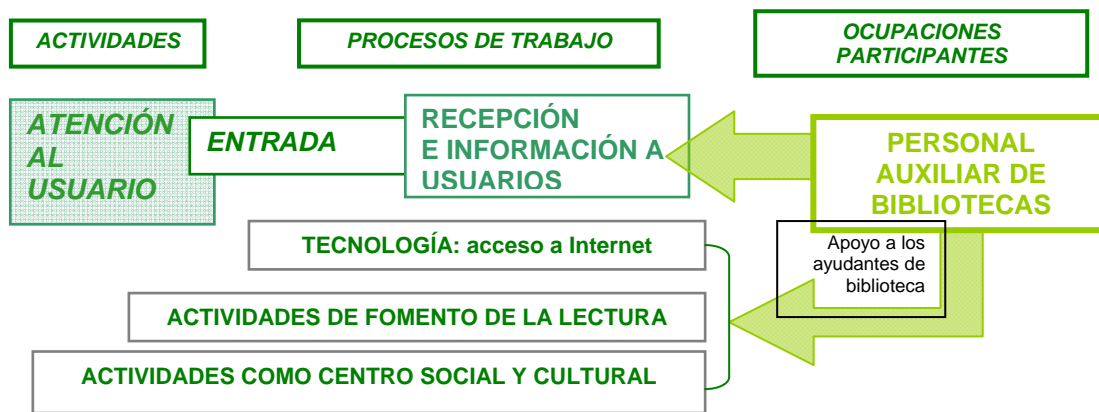 ACTIVIDADES
PROCESOS DE TRABAJO
OCUPACIONES
PARTICIPANTES
ATENCIÓN
AL
USUARIO
ENTRADA
RECEPCIÓN
E INFORMACIÓN A
USUARIOS
PERSONAL
AUXILIAR DE
BIBLIOTECAS
TECNOLOGÍA: acceso a Internet
Apoyo a los
ayudantes de
biblioteca
ACTIVIDADES DE FOMENTO DE LA LECTURA
ACTIVIDADES COMO CENTRO SOCIAL Y CULTURAL